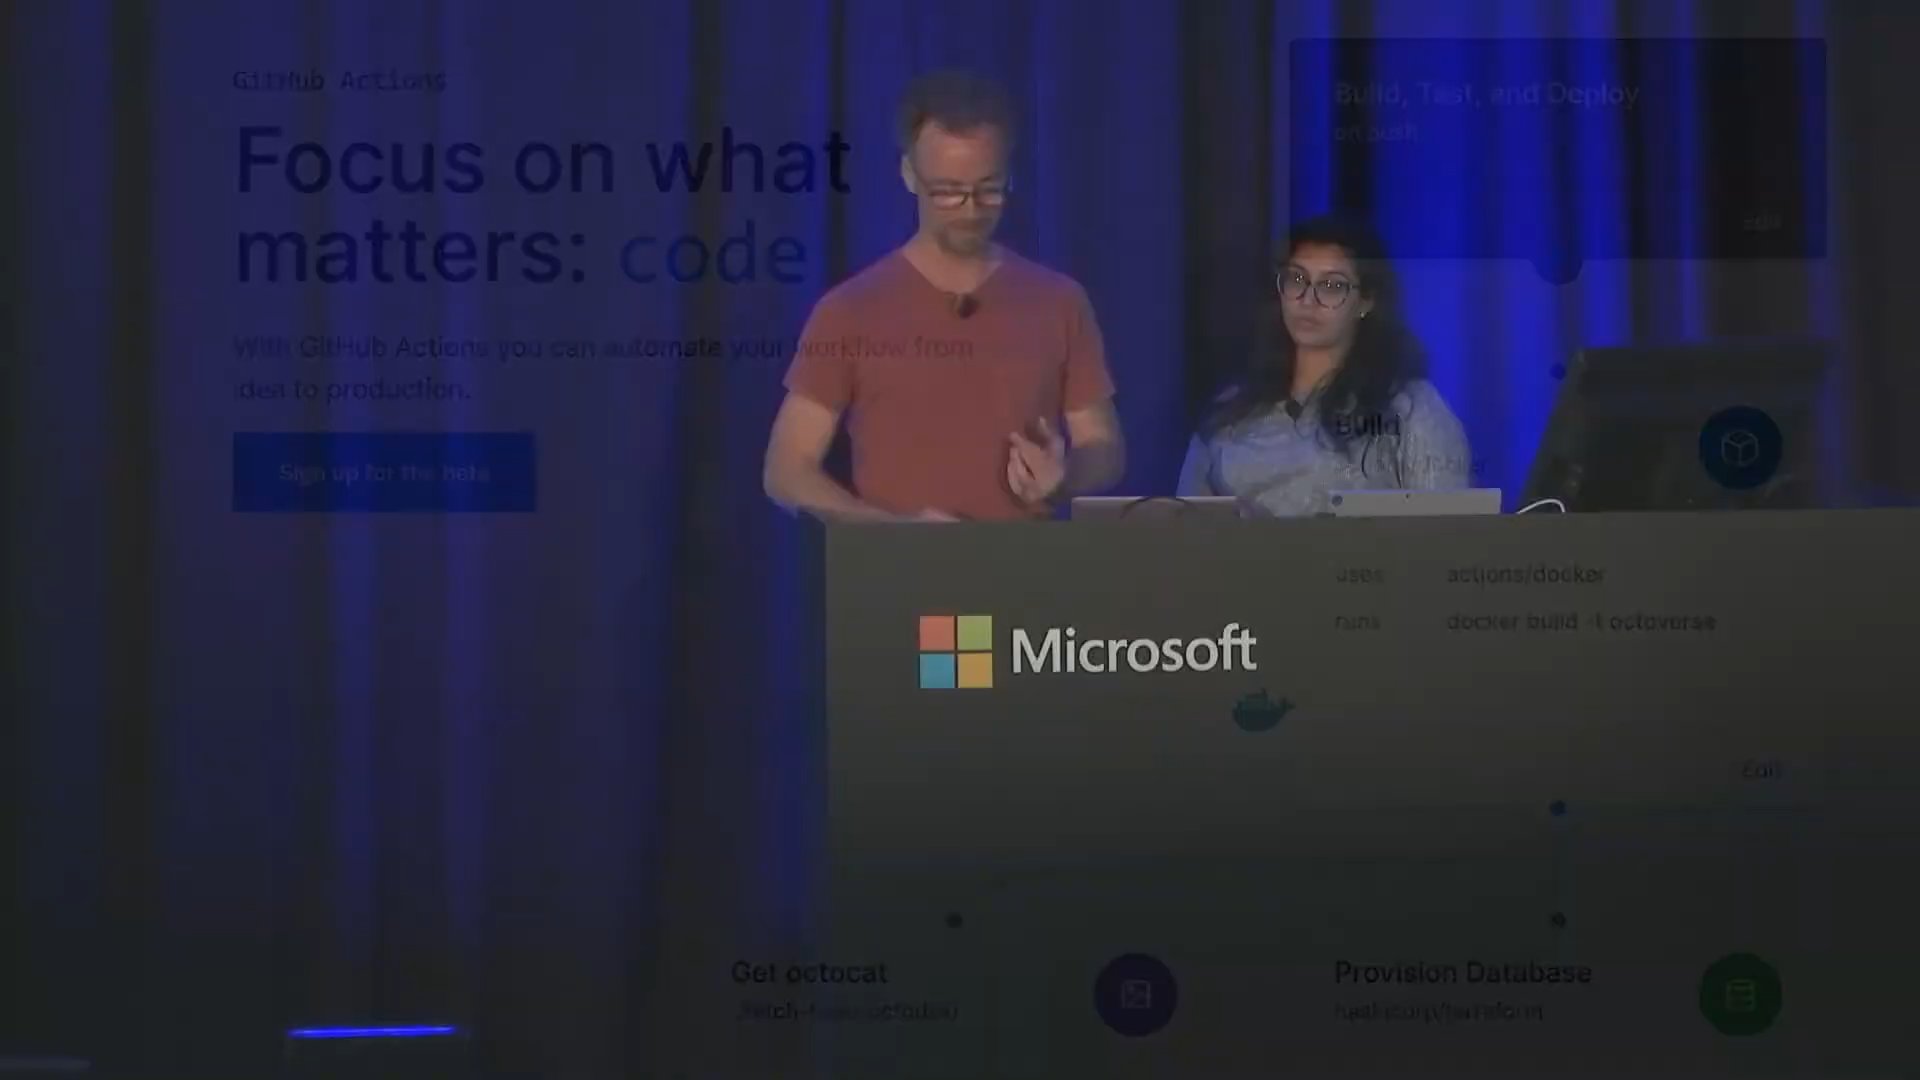 GitHub Actions
Focus on what
matters: code
With GitHub Actions you can automate your workflow from
idea to production.
Sign up for the beta
Build, Test, and Deploy
on push
Edit
Build
uses actions/docker
runs docker build -t octoverse
Microsoft
Edit
Get octocat
Provision Database
hashicorp/terraform